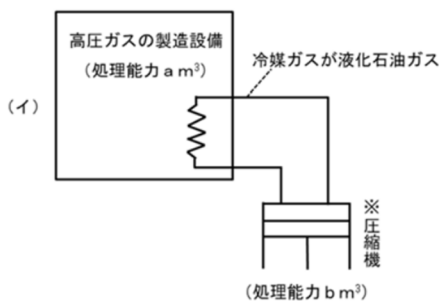 高圧ガスの製造設備
（処理能力ａｍ³）
冷媒ガスが液化石油ガス
（イ）
※圧縮機
（処理能力ｂｍ³）